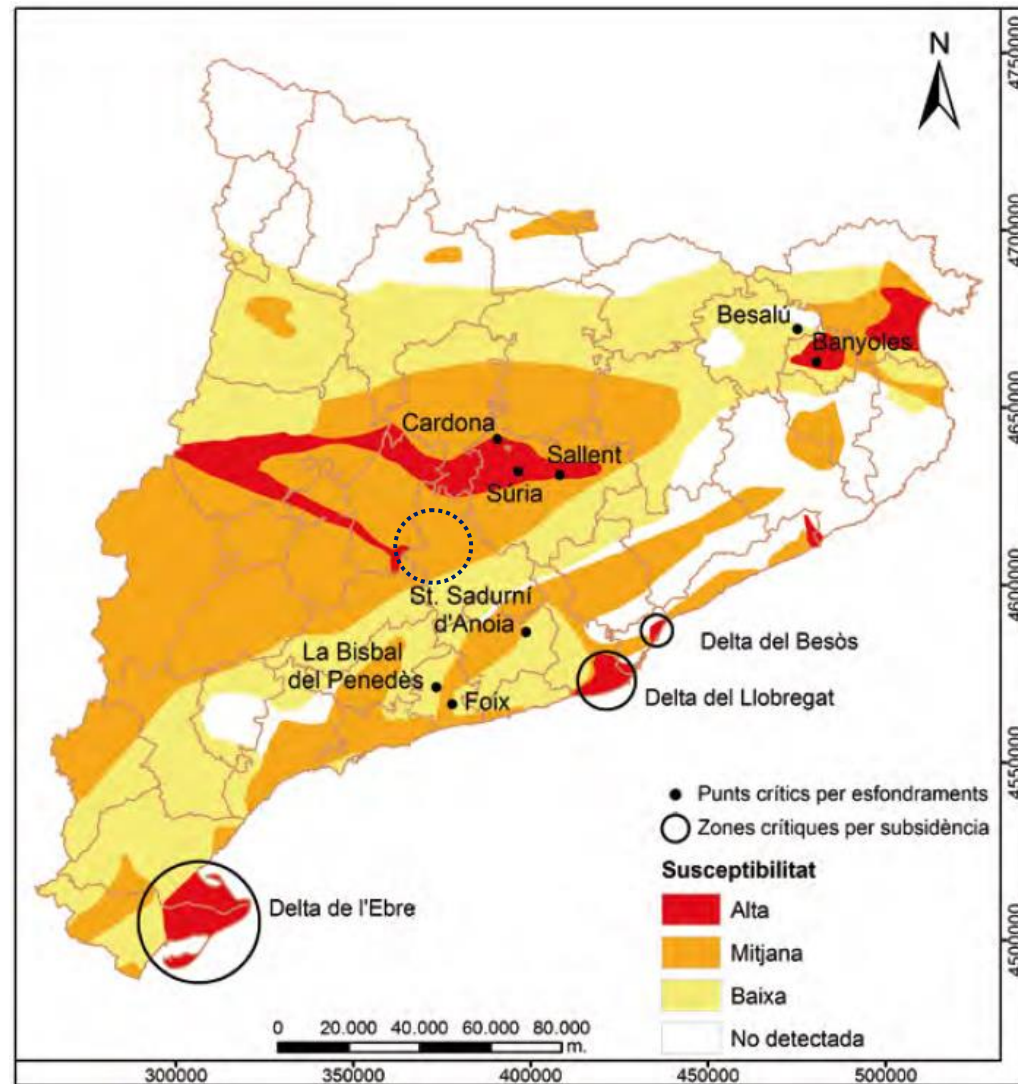 N
Besalú
Banyoles
Cardona
Sallent
Súria
St. Sadurní
d'Anoia
La Bisbal
del Penedès
Foix
Delta del Besòs
Delta del Llobregat
Delta de l'Ebre
Punts crítics per esfondraments
Zones crítiques per subsidència
Susceptibilitat
Alta
Mitjana
Baixa
No detectada
0 20.000 40.000 60.000 80.000
m.
300000 350000 400000 450000 500000
4750000
4700000
4650000
4600000
4550000
4500000